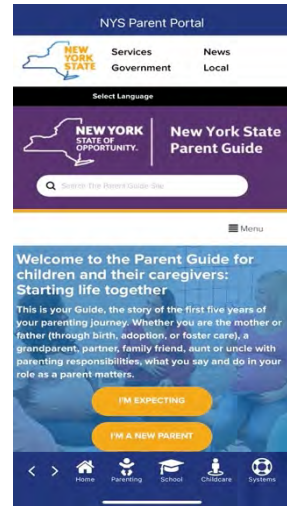 NYS Parent Portal
NEW YORK STATE
Services
News
Government
Local
Select Language
NEW YORK
STATE OF
OPPORTUNITY.
New York State
Parent Guide
Search The Parent Guide Site
Menu
Welcome to the Parent Guide for
children and their caregivers:
Starting life together
This is your Guide, the story of the first five years of
your parenting journey. Whether you are the mother or
father (through birth, adoption, or foster care), a
grandparent, partner, family friend, aunt or uncle with
parenting responsibilities, what you say and do in your
role as a parent matters.
I'M EXPECTING
I'M A NEW PARENT
Home
Parenting
School
Childcare
Systems